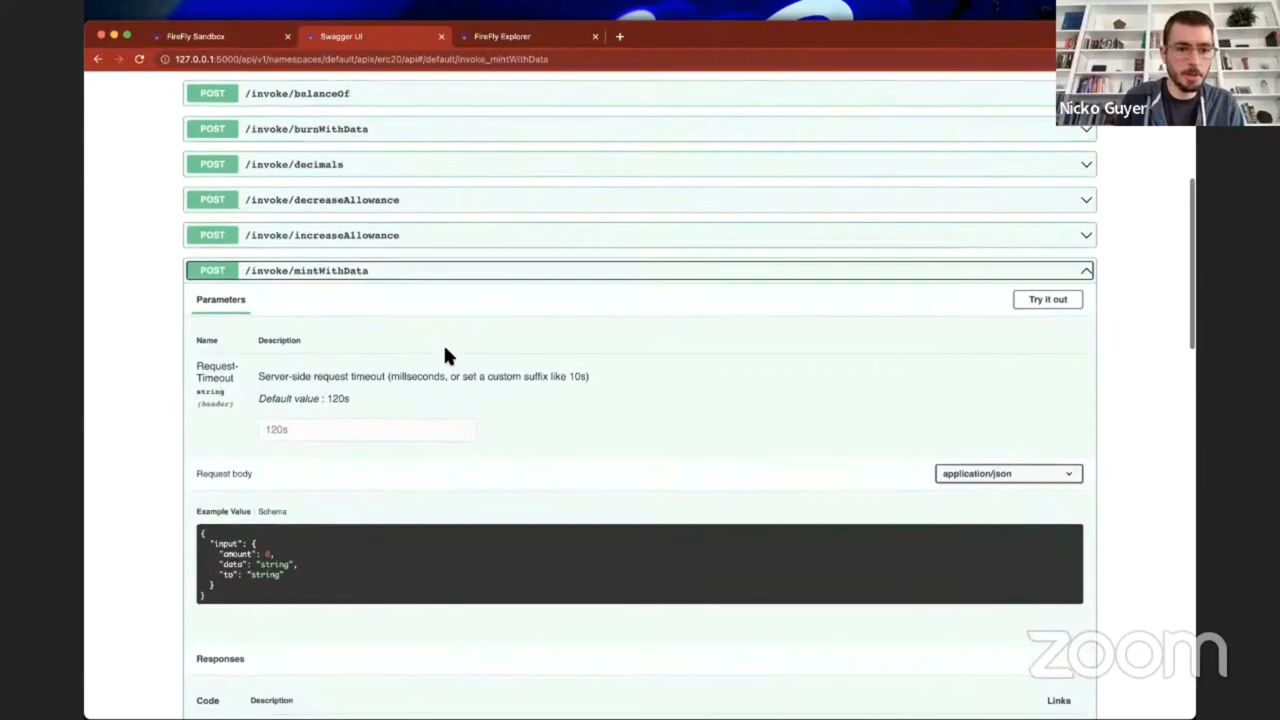 FireFly Sandbox
Swagger UI
FireFly Explorer
127.0.0.1:5000/api/v1/namespaces/default/apis/erc20/api#/default/invoke_mintWithData
Nicko Guyer
POST /invoke/balanceOf
POST /invoke/burnWithData
POST /invoke/decimals
POST /invoke/decreaseAllowance
POST /invoke/increaseAllowance
POST /invoke/mintWithData
Parameters
Try it out
Name Description
Request-
Timeout
string
(header)
Server-side request timeout (millseconds, or set a custom suffix like 10s)
Default value : 120s
120s
Request body
application/json
Example Value Schema
{
"input": {
"amount": 0,
"data": "string",
"to": "string"
}
}
Responses
Code Description Links
zoom